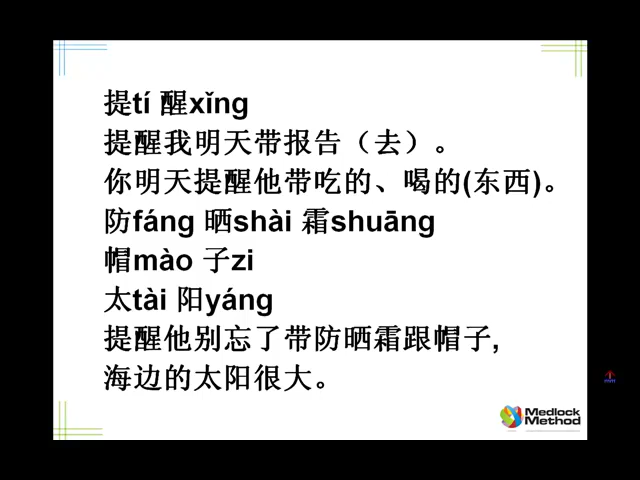 提tí 醒xǐng
提醒我明天带报告（去）。
你明天提醒他带吃的、喝的(东西)。
防fáng 晒shài 霜shuāng
帽mào 子zi
太tài 阳yáng
提醒他别忘了带防晒霜跟帽子,
海边的太阳很大。
Medlock
Method